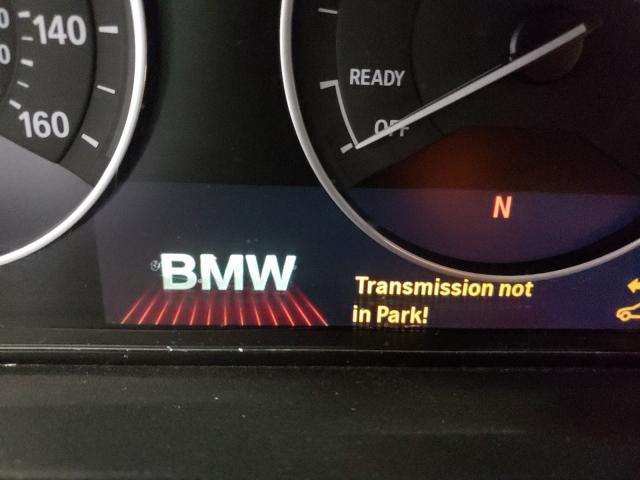 140
160
READY
OFF
N
BMW
Transmission not
in Park!